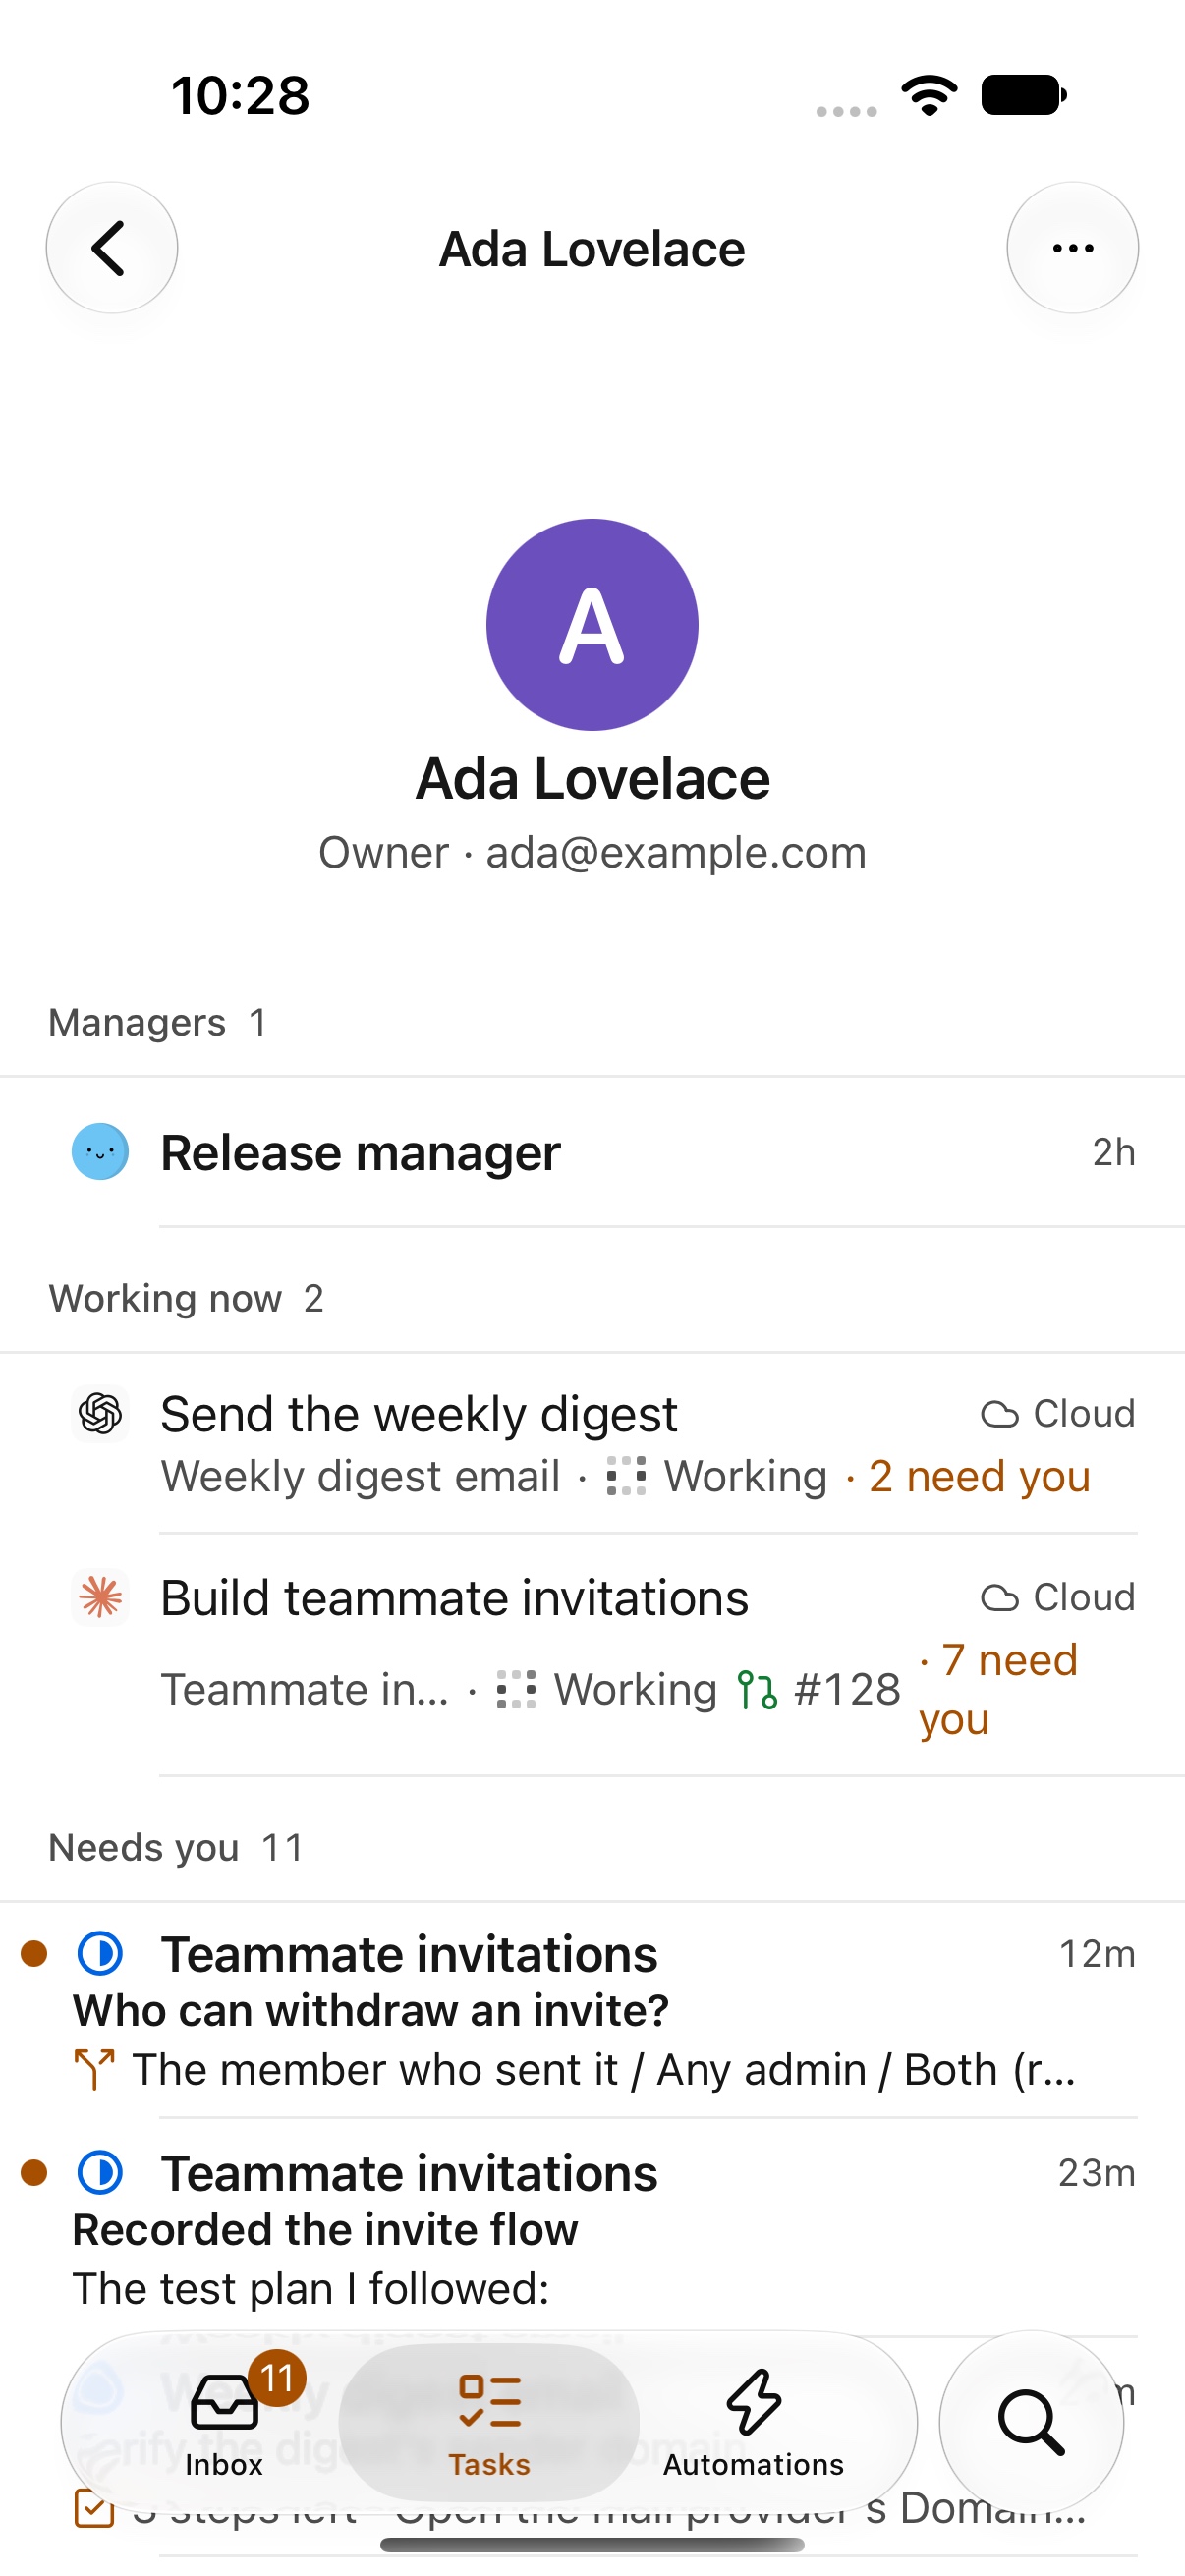 10:28
Ada Lovelace
A
Ada Lovelace
Owner · ada@example.com
Managers 1
Release manager 2h
Working now 2
Send the weekly digest Cloud
Weekly digest email · Working · 2 need you
Build teammate invitations Cloud
Teammate in... · Working #128 · 7 need you
Needs you 11
Teammate invitations 12m
Who can withdraw an invite?
The member who sent it / Any admin / Both (r...
Teammate invitations 23m
Recorded the invite flow
The test plan I followed:
11
Inbox Tasks Automations